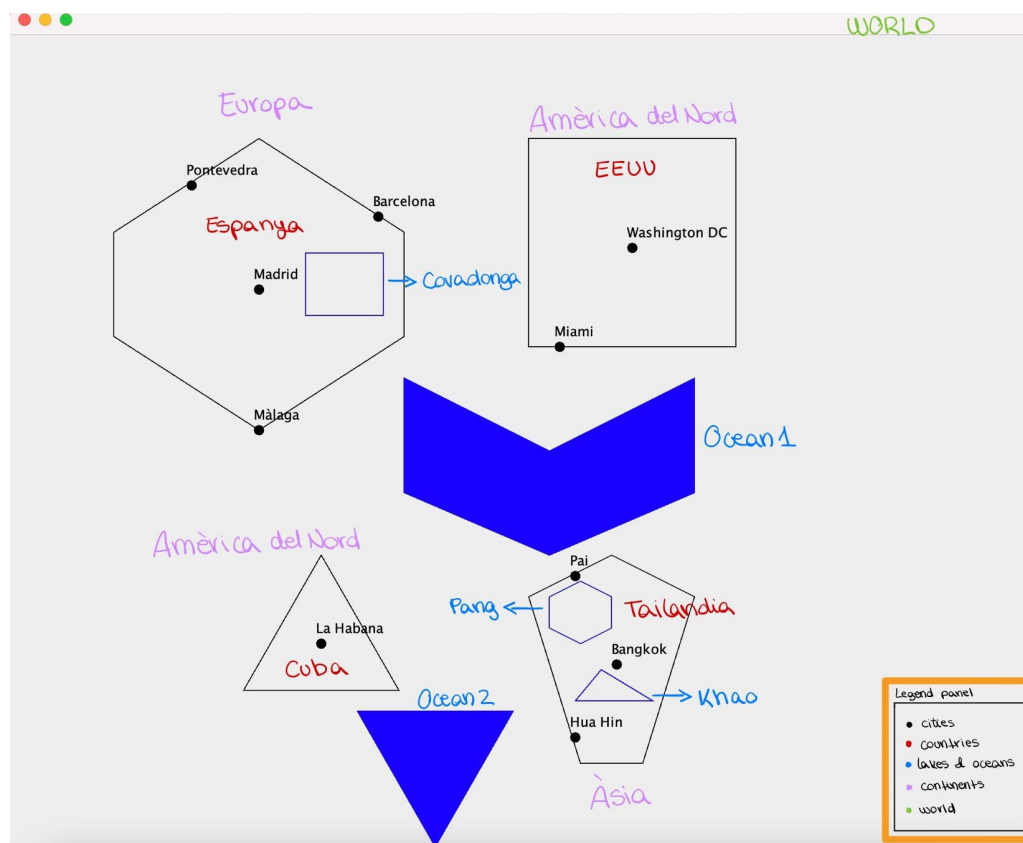 WORLD
Europa
Amèrica del Nord
Pontevedra
EEUU
Barcelona
Espanya
Washington DC
Madrid
Covadonga
Miami
Màlaga
Ocean1
Amèrica del Nord
Pai
Pang
Tailandia
La Habana
Bangkok
Cuba
Ocean2
Khao
Hua Hin
Àsia
Legend panel
cities
countries
lakes & oceans
continents
world